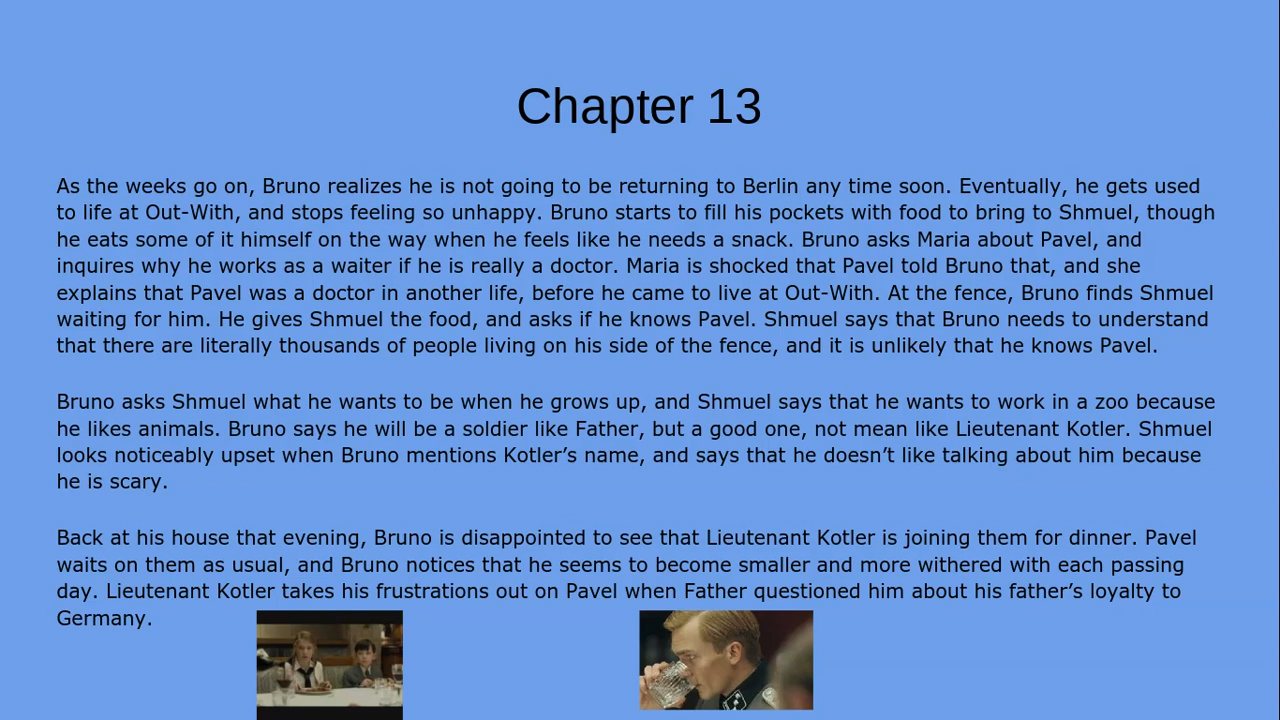 Chapter 13
As the weeks go on, Bruno realizes he is not going to be returning to Berlin any time soon. Eventually, he gets used
to life at Out-With, and stops feeling so unhappy. Bruno starts to fill his pockets with food to bring to Shmuel, though
he eats some of it himself on the way when he feels like he needs a snack. Bruno asks Maria about Pavel, and
inquires why he works as a waiter if he is really a doctor. Maria is shocked that Pavel told Bruno that, and she
explains that Pavel was a doctor in another life, before he came to live at Out-With. At the fence, Bruno finds Shmuel
waiting for him. He gives Shmuel the food, and asks if he knows Pavel. Shmuel says that Bruno needs to understand
that there are literally thousands of people living on his side of the fence, and it is unlikely that he knows Pavel.
Bruno asks Shmuel what he wants to be when he grows up, and Shmuel says that he wants to work in a zoo because
he likes animals. Bruno says he will be a soldier like Father, but a good one, not mean like Lieutenant Kotler. Shmuel
looks noticeably upset when Bruno mentions Kotler’s name, and says that he doesn’t like talking about him because
he is scary.
Back at his house that evening, Bruno is disappointed to see that Lieutenant Kotler is joining them for dinner. Pavel
waits on them as usual, and Bruno notices that he seems to become smaller and more withered with each passing
day. Lieutenant Kotler takes his frustrations out on Pavel when Father questioned him about his father’s loyalty to
Germany.